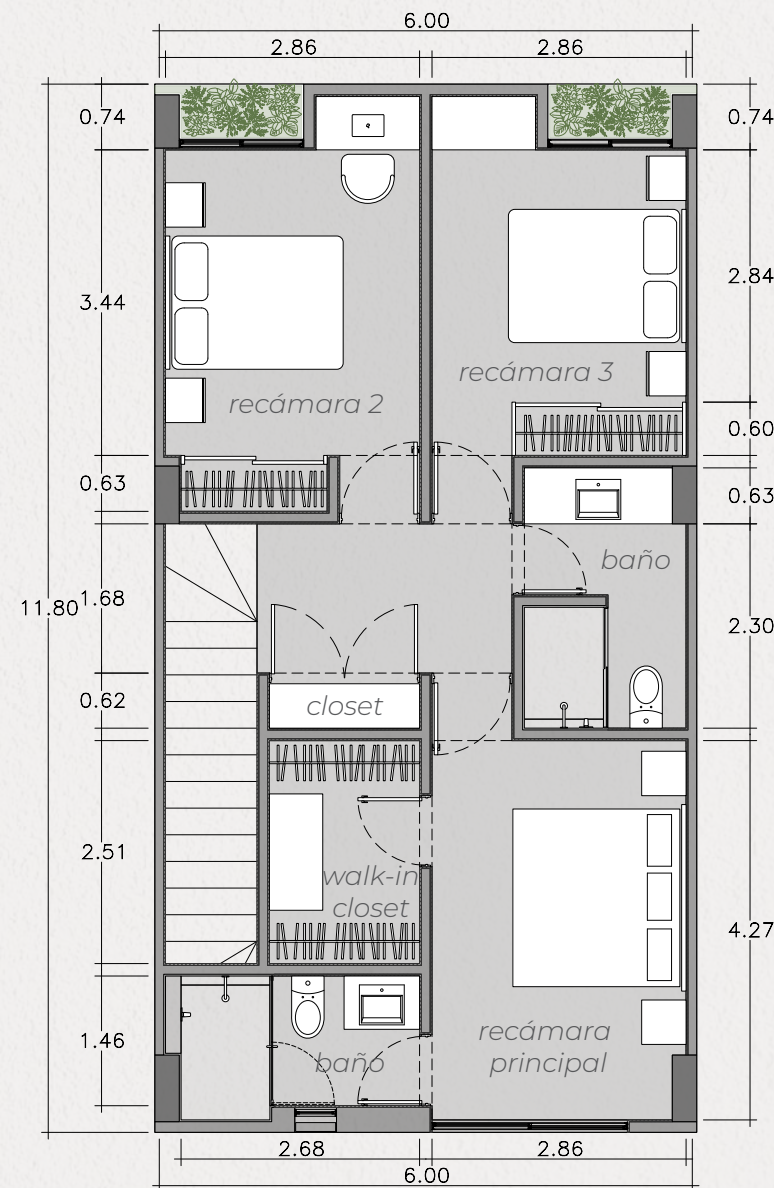 6.00
2.86 2.86
0.74 0.74
3.44 2.84
recámara 3
recámara 2
0.60
0.63 0.63
baño
11.80 1.68 2.30
0.62 closet
2.51
walk-in
closet
4.27
recámara
principal
1.46
baño
2.68 2.86
6.00